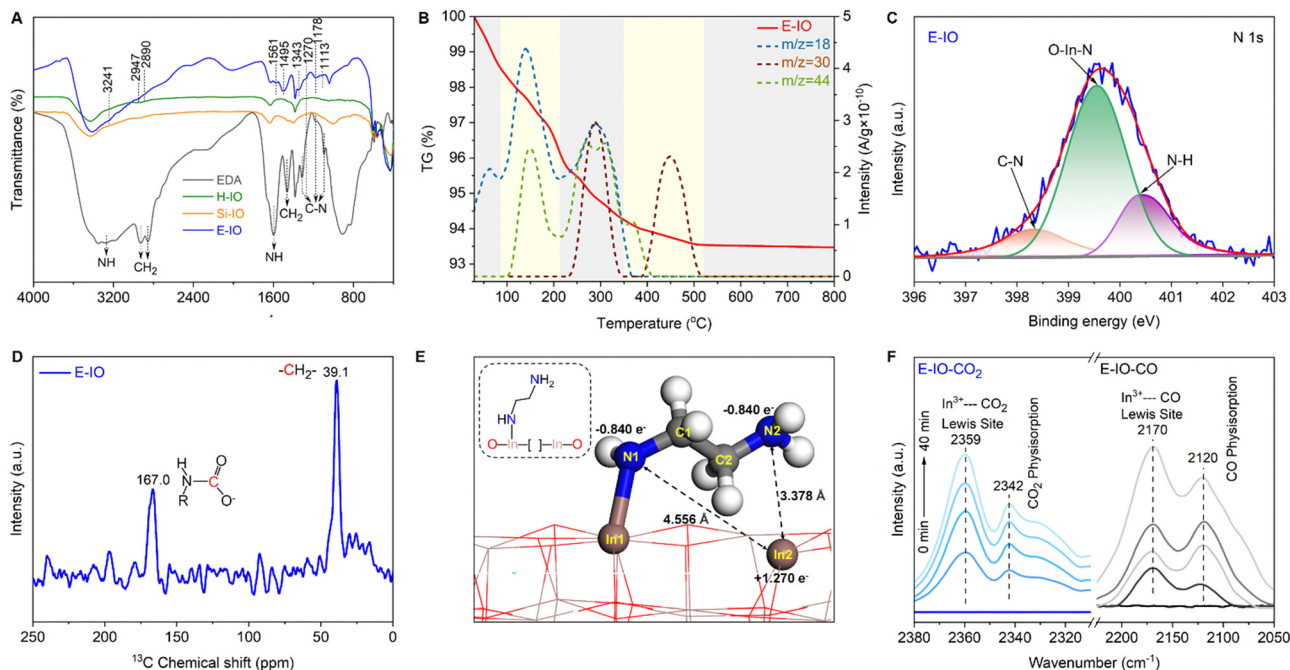 A
3241
2947
2890
1561
1495
1343
1270
1178
1113
EDA
H-IO
Si-IO
E-IO
NH
CH2
NH
CH2
C-N
Transmittance (%)
4000 3200 2400 1600 800
B
E-IO
m/z=18
m/z=30
m/z=44
TG (%)
100
99
98
97
96
95
94
93
5
4
3
2
1
0
Intensity (A/g×10-10)
100 200 300 400 500 600 700 800
Temperature (oC)
C
E-IO
N 1s
O-In-N
C-N
N-H
Intensity (a.u.)
396 397 398 399 400 401 402 403
Binding energy (eV)
D
E-IO
-CH2-
39.1
167.0
H
N
R
C
O
O-
Intensity (a.u.)
250 200 150 100 50 0
13C Chemical shift (ppm)
E
NH2
HN
O-In-[ ]-In-O
-0.840 e-
-0.840 e-
N1
C1
C2
N2
3.378 Å
4.556 Å
In1
In2
+1.270 e-
F
E-IO-CO2
E-IO-CO
In3+--- CO2
Lewis Site
2359
2342
CO2 Physisorption
In3+--- CO
Lewis Site
2170
2120
CO Physisorption
0 min
40 min
Intensity (a.u.)
2380 2360 2340 2320 2200 2150 2100 2050
Wavenumber (cm-1)